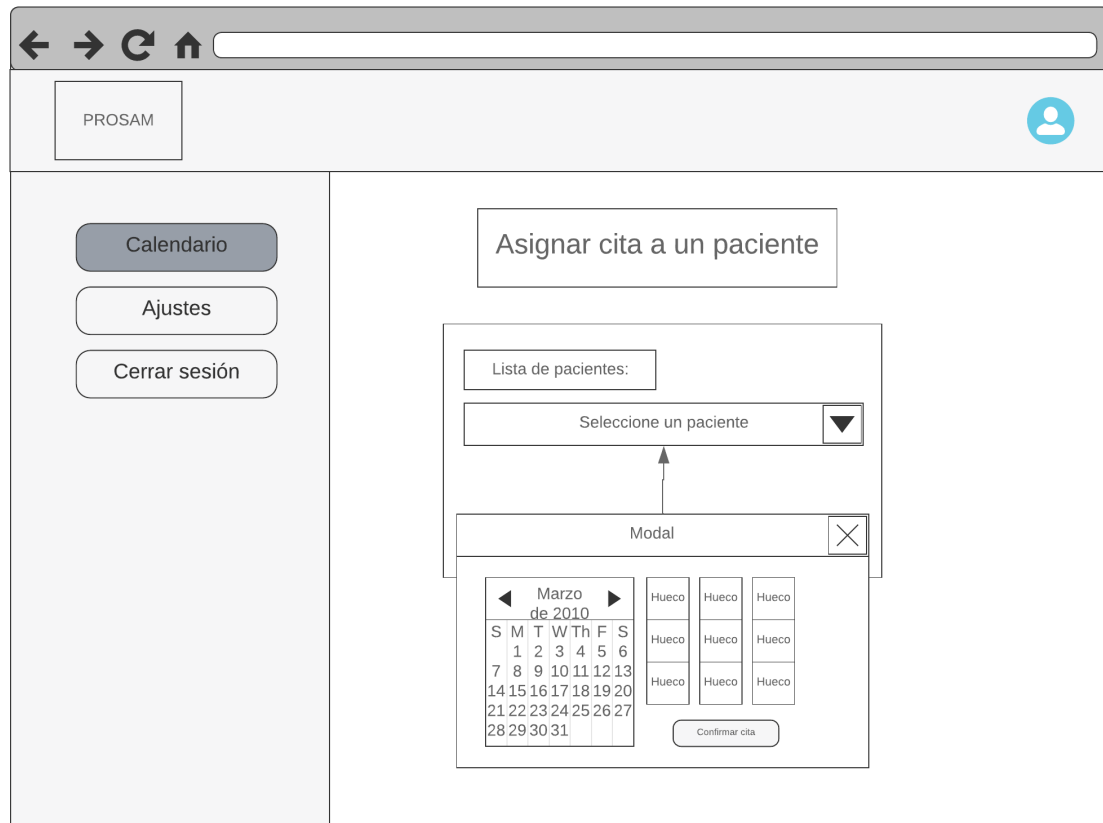 PROSAM
Calendario
Ajustes
Cerrar sesión
Asignar cita a un paciente
Lista de pacientes:
Seleccione un paciente
Modal
Marzo
de 2010
S M T W Th F S
1 2 3 4 5 6
7 8 9 10 11 12 13
14 15 16 17 18 19 20
21 22 23 24 25 26 27
28 29 30 31
Hueco Hueco Hueco
Hueco Hueco Hueco
Hueco Hueco Hueco
Confirmar cita